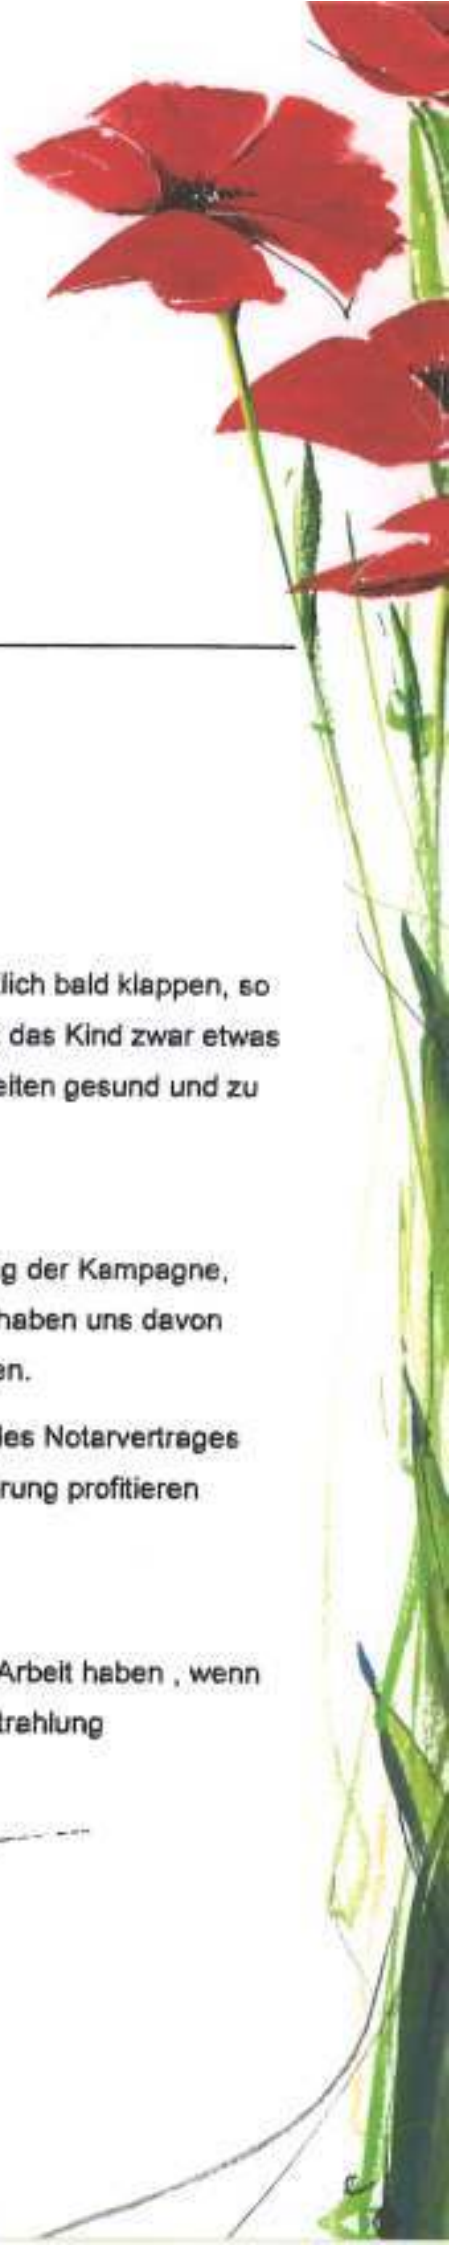 lich bald klappen, so
das Kind zwar etwas
eiten gesund und zu
g der Kampagne,
haben uns davon
en.
des Notarvertrages
rung profitieren
Arbeit haben , wenn
trahlung